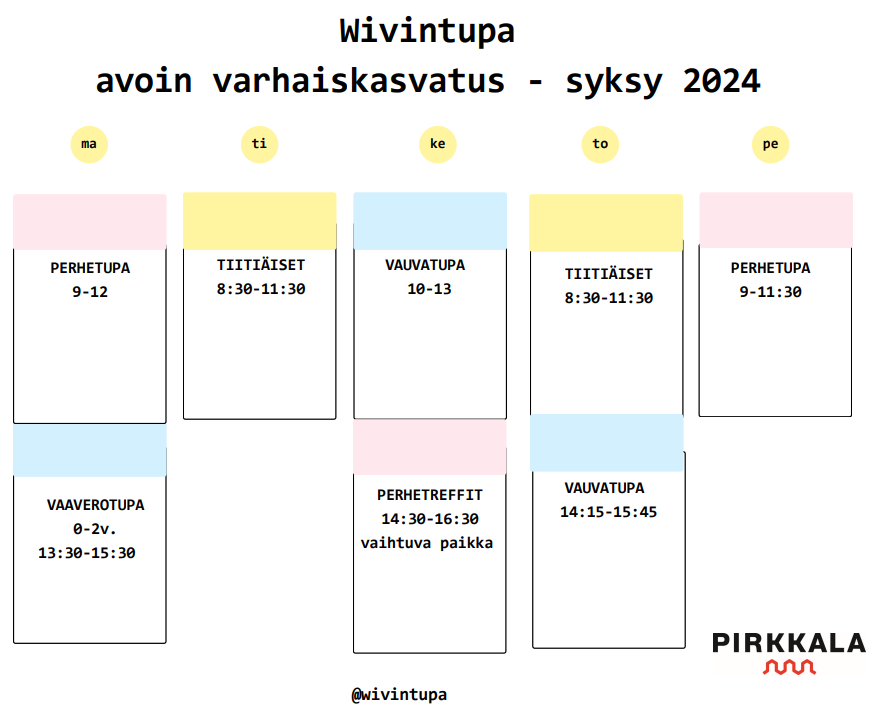 Wivintupa
avoin varhaiskasvatus - syksy 2024
ma
ti
ke
to
pe
PERHETUPA
9-12
TIITIÄISET
8:30-11:30
VAUVATUPA
10-13
TIITIÄISET
8:30-11:30
PERHETUPA
9-11:30
VAAVEROTUPA
0-2v.
13:30-15:30
PERHETREFFIT
14:30-16:30
vaihtuva paikka
VAUVATUPA
14:15-15:45
PIRKKALA
@wivintupa